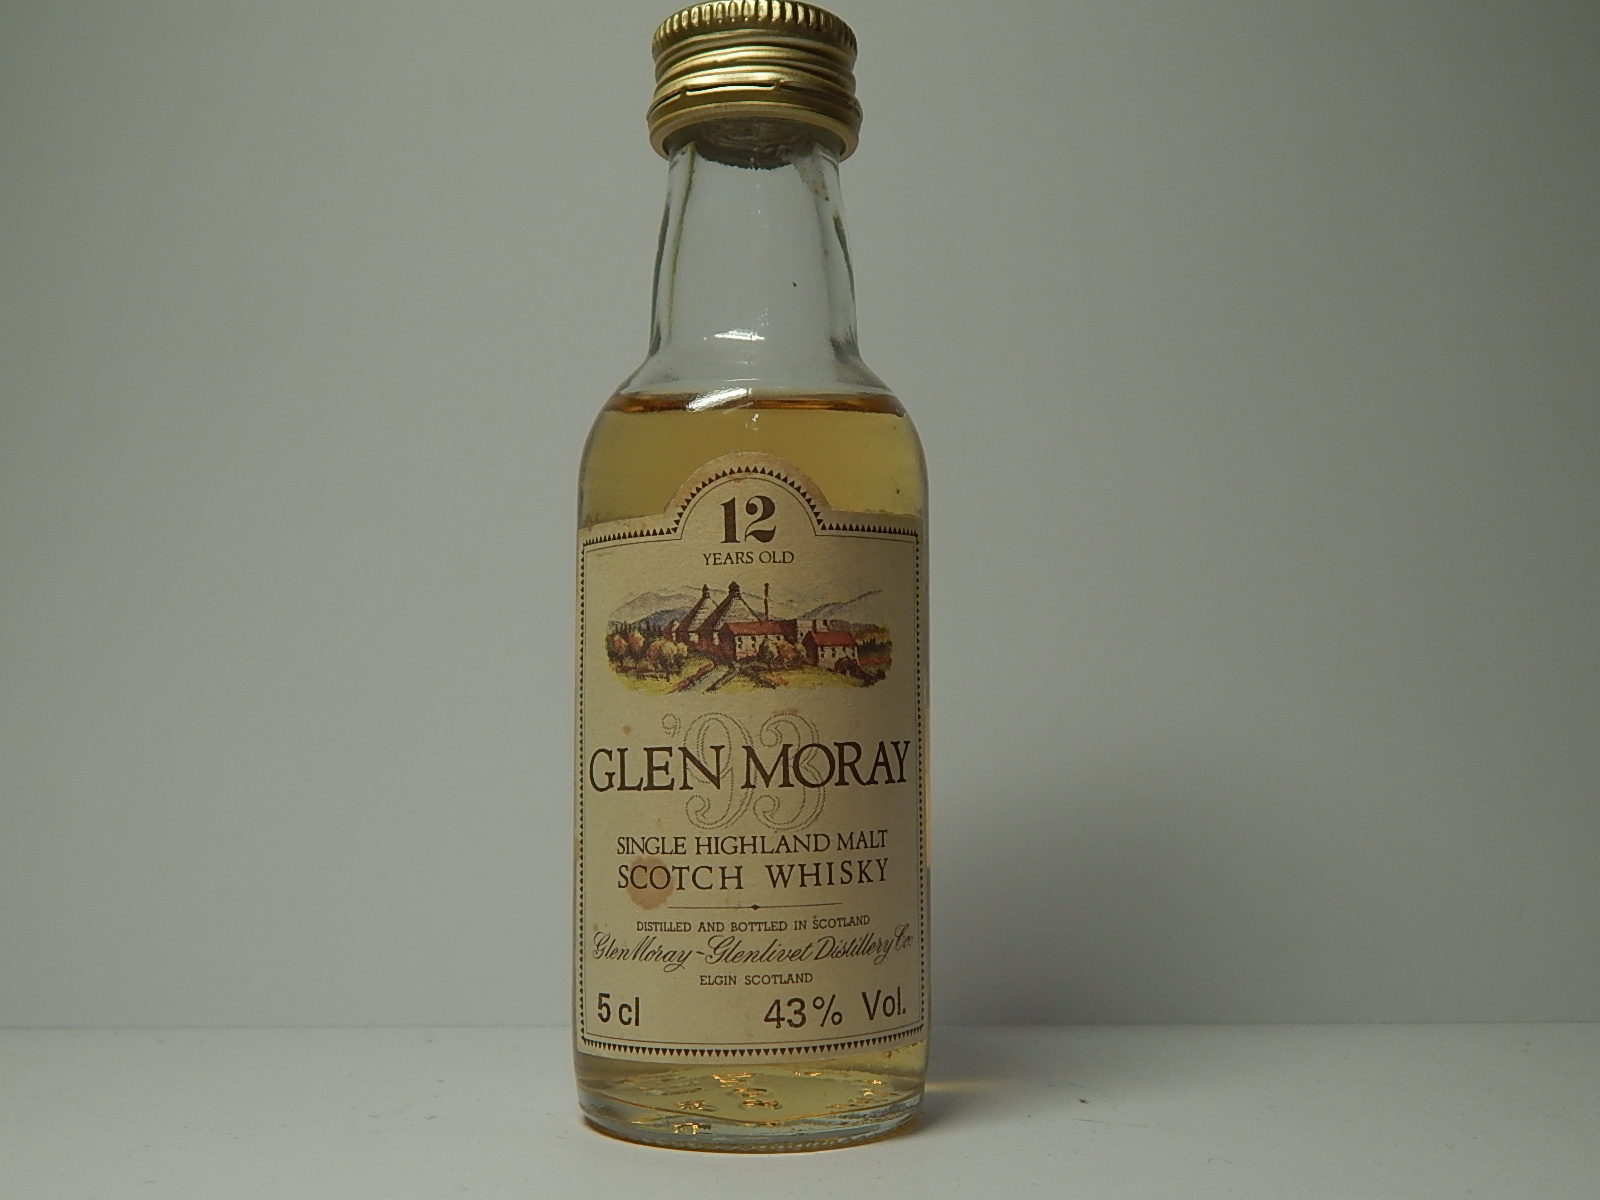 12
YEARS OLD
'93
GLEN MORAY
SINGLE HIGHLAND MALT
SCOTCH WHISKY
DISTILLED AND BOTTLED IN SCOTLAND
Glen Moray-Glenlivet Distillery Co.
ELGIN SCOTLAND
5 cl 43% Vol.